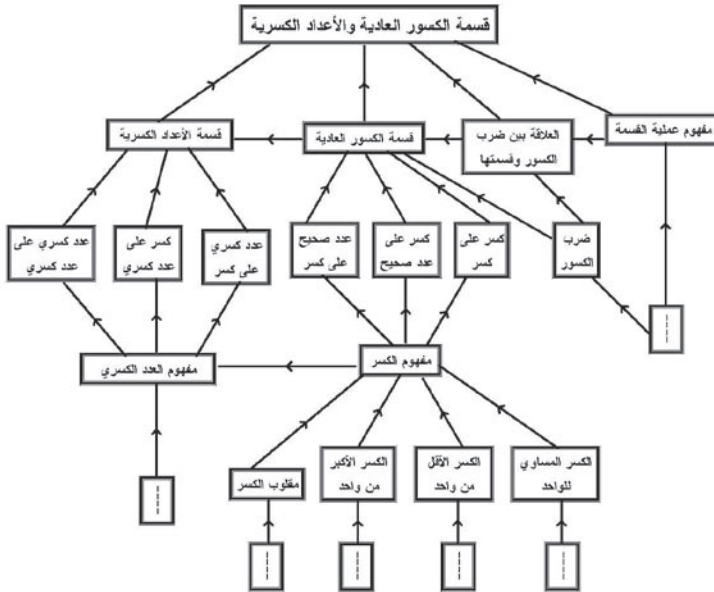 قسمة الكسور العادية والأعداد الكسرية
مفهوم عملية القسمة
العلاقة بين ضرب
الكسور وقسمتها
قسمة الكسور العادية
قسمة الأعداد الكسرية
ضرب
الكسور
كسر على
كسر
كسر على
عدد صحيح
عدد صحيح
على كسر
عدد كسري
على كسر
كسر على
عدد كسري
عدد كسري على
عدد كسري
مفهوم الكسر
مفهوم العدد الكسري
الكسر المساوي
للواحد
الكسر الأقل
من واحد
الكسر الأكبر
من واحد
مقلوب الكسر